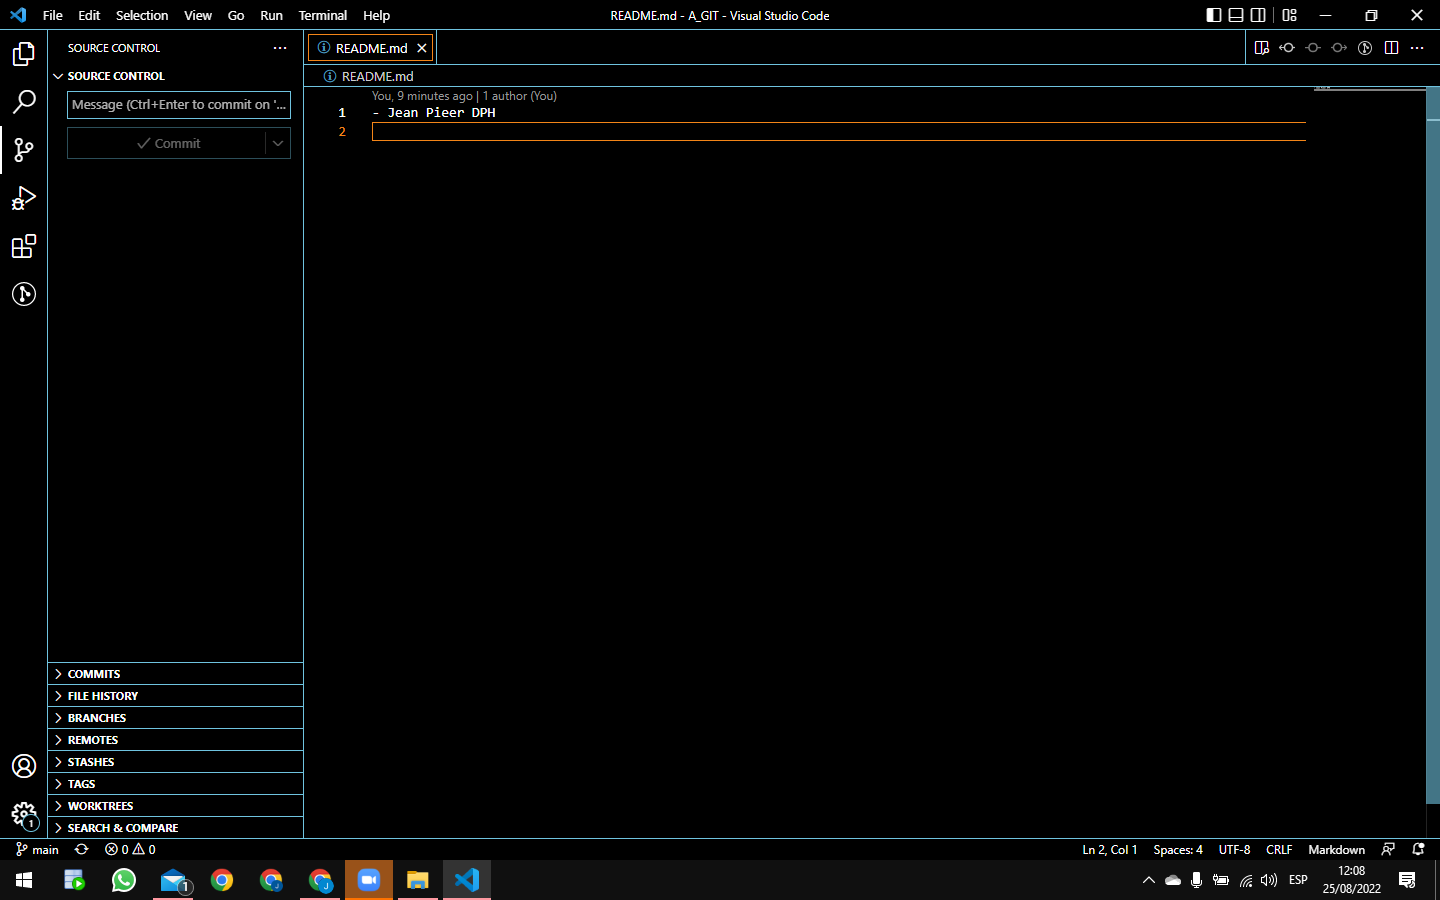 File Edit Selection View Go Run Terminal Help
README.md - A_GIT - Visual Studio Code
SOURCE CONTROL
README.md
SOURCE CONTROL
README.md
Message (Ctrl+Enter to commit on '...
You, 9 minutes ago | 1 author (You)
1 - Jean Pieer DPH
2
Commit
COMMITS
FILE HISTORY
BRANCHES
REMOTES
STASHES
TAGS
WORKTREES
SEARCH & COMPARE
1
main 0 0
Ln 2, Col 1 Spaces: 4 UTF-8 CRLF Markdown
1
ESP
12:08
25/08/2022